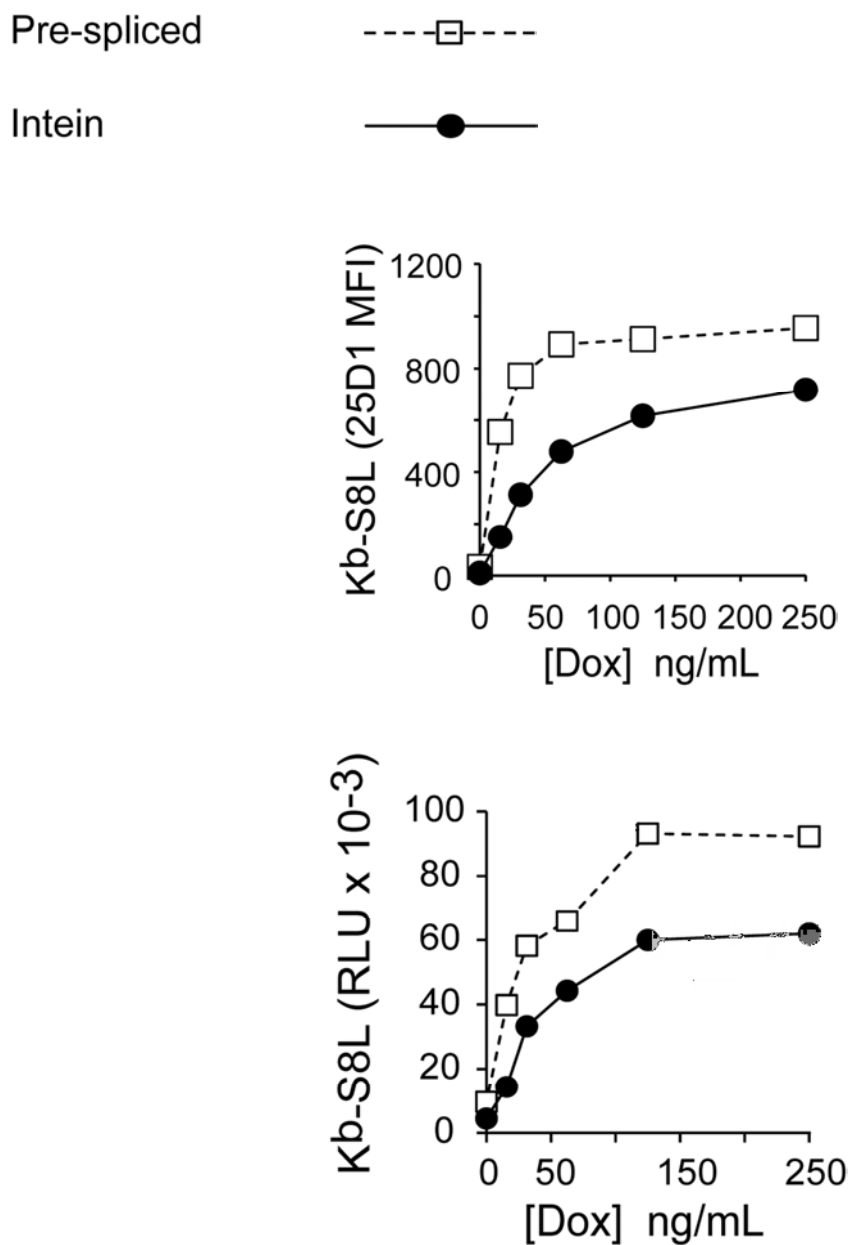 Pre-spliced
Intein
Kb-S8L (25D1 MFI)
1200
800
400
0
0 50 100 150 200 250
[Dox] ng/mL
Kb-S8L (RLU x 10-3)
100
80
60
40
20
0
0 50 150 250
[Dox] ng/mL